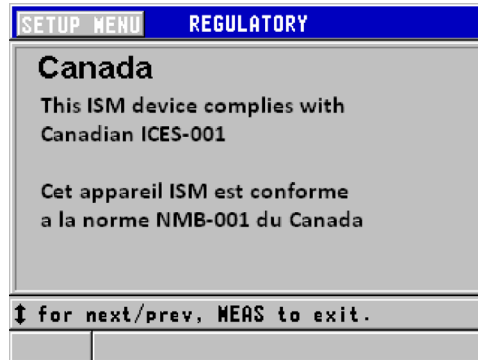 SETUP MENU REGULATORY
Canada
This ISM device complies with
Canadian ICES-001
Cet appareil ISM est conforme
a la norme NMB-001 du Canada
↕ for next/prev, MEAS to exit.